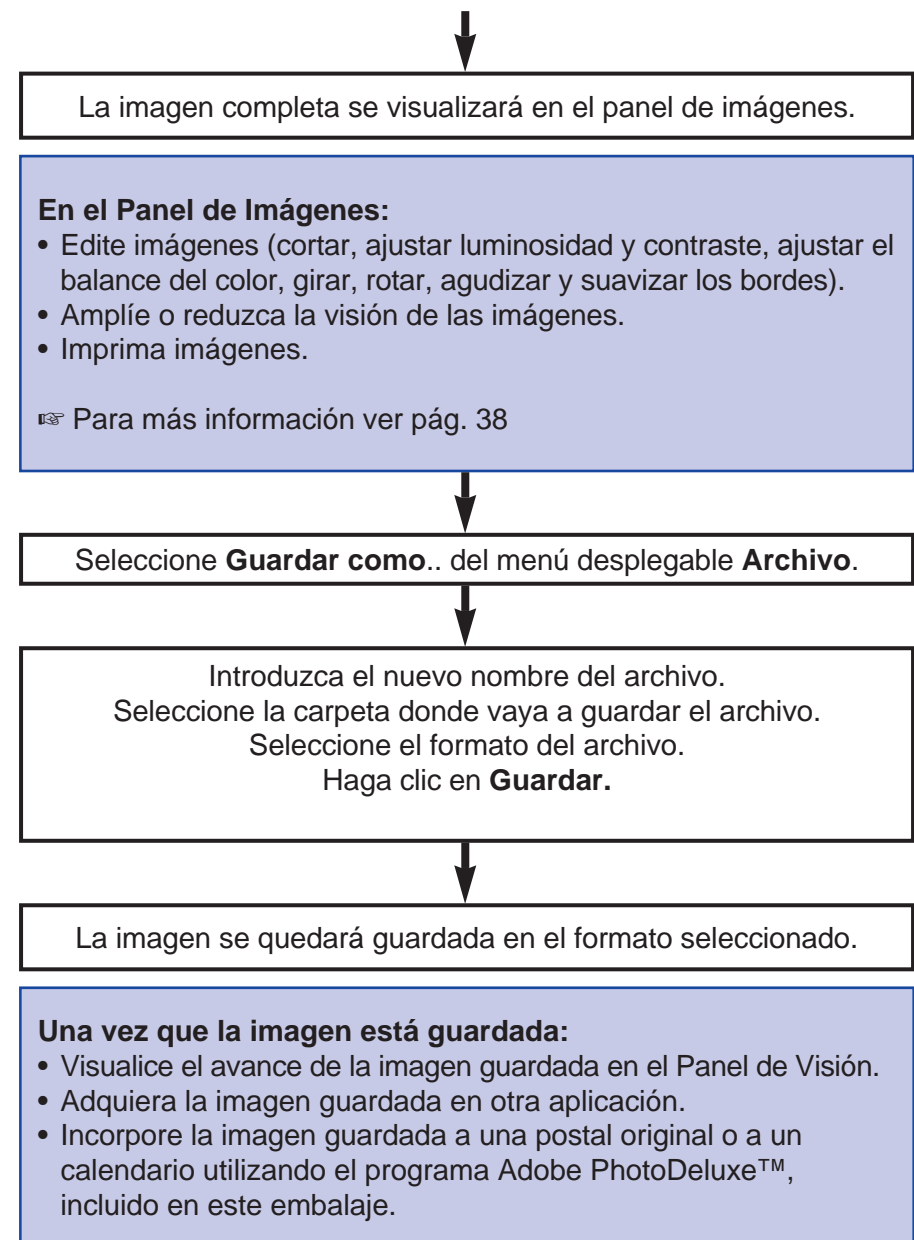 La imagen completa se visualizará en el panel de imágenes.
En el Panel de Imágenes:
• Edite imágenes (cortar, ajustar luminosidad y contraste, ajustar el
balance del color, girar, rotar, agudizar y suavizar los bordes).
• Amplíe o reduzca la visión de las imágenes.
• Imprima imágenes.
☞ Para más información ver pág. 38
Seleccione Guardar como.. del menú desplegable Archivo.
Introduzca el nuevo nombre del archivo.
Seleccione la carpeta donde vaya a guardar el archivo.
Seleccione el formato del archivo.
Haga clic en Guardar.
La imagen se quedará guardada en el formato seleccionado.
Una vez que la imagen está guardada:
• Visualice el avance de la imagen guardada en el Panel de Visión.
• Adquiera la imagen guardada en otra aplicación.
• Incorpore la imagen guardada a una postal original o a un
calendario utilizando el programa Adobe PhotoDeluxe™,
incluido en este embalaje.